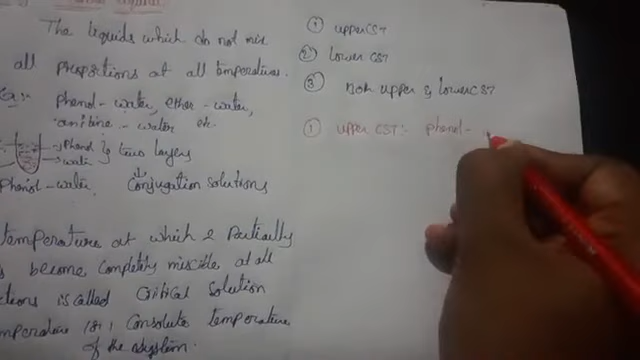 liquids
The liquids which do not mix
all proportions at all temperatures.
Eg:- Phenol-water, ether-water,
aniline-water etc
→Phenol } two layers
→water
Phenol-water. Conjugation solutions
temperature at which 2 Partially
become completely miscible at all
is called Critical Solution
Consolute temperature
of the system.
① upper CST
② Lower CST
③ Both upper & lower CST
① upper CST:- phenol-